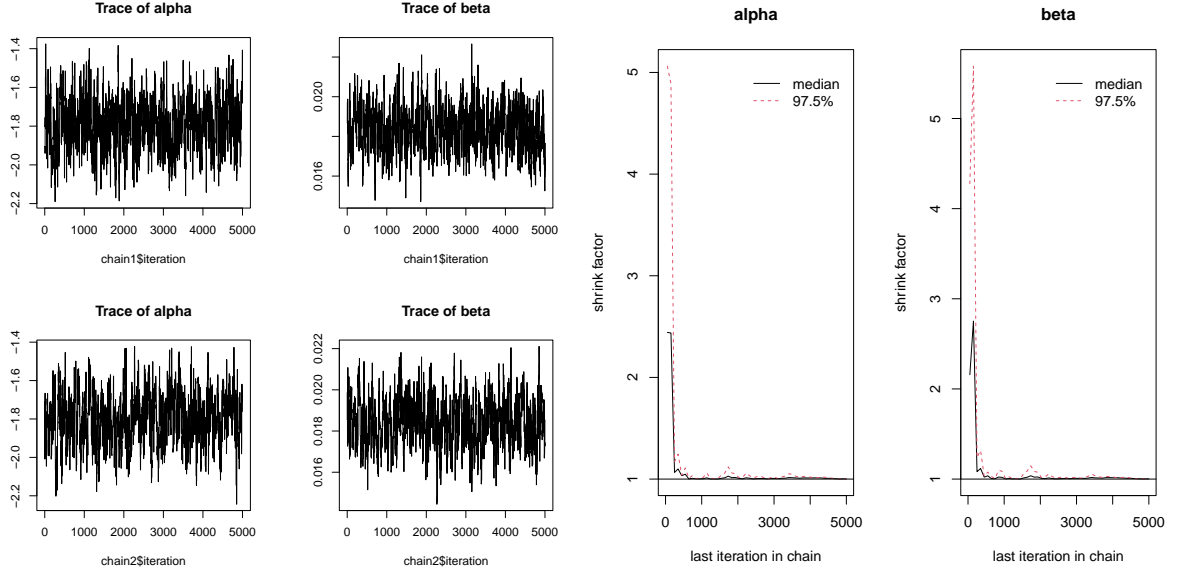 Trace of alpha
−1.4
−1.6
−1.8
−2.0
−2.2
0 1000 2000 3000 4000 5000
chain1$iteration
Trace of beta
0.020
0.016
0 1000 2000 3000 4000 5000
chain1$iteration
Trace of alpha
−1.4
−1.6
−1.8
−2.0
−2.2
0 1000 2000 3000 4000 5000
chain2$iteration
Trace of beta
0.022
0.020
0.018
0.016
0 1000 2000 3000 4000 5000
chain2$iteration
alpha
median
97.5%
shrink factor
5
4
3
2
1
0 1000 3000 5000
last iteration in chain
beta
median
97.5%
shrink factor
5
4
3
2
1
0 1000 3000 5000
last iteration in chain